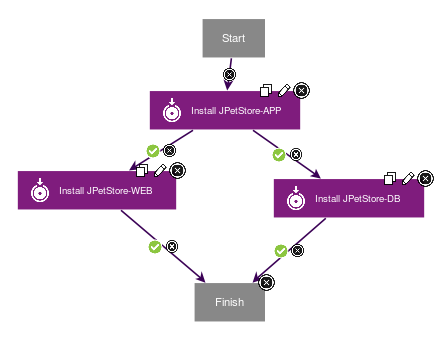 Start
Install JPetStore-APP
Install JPetStore-WEB
Install JPetStore-DB
Finish